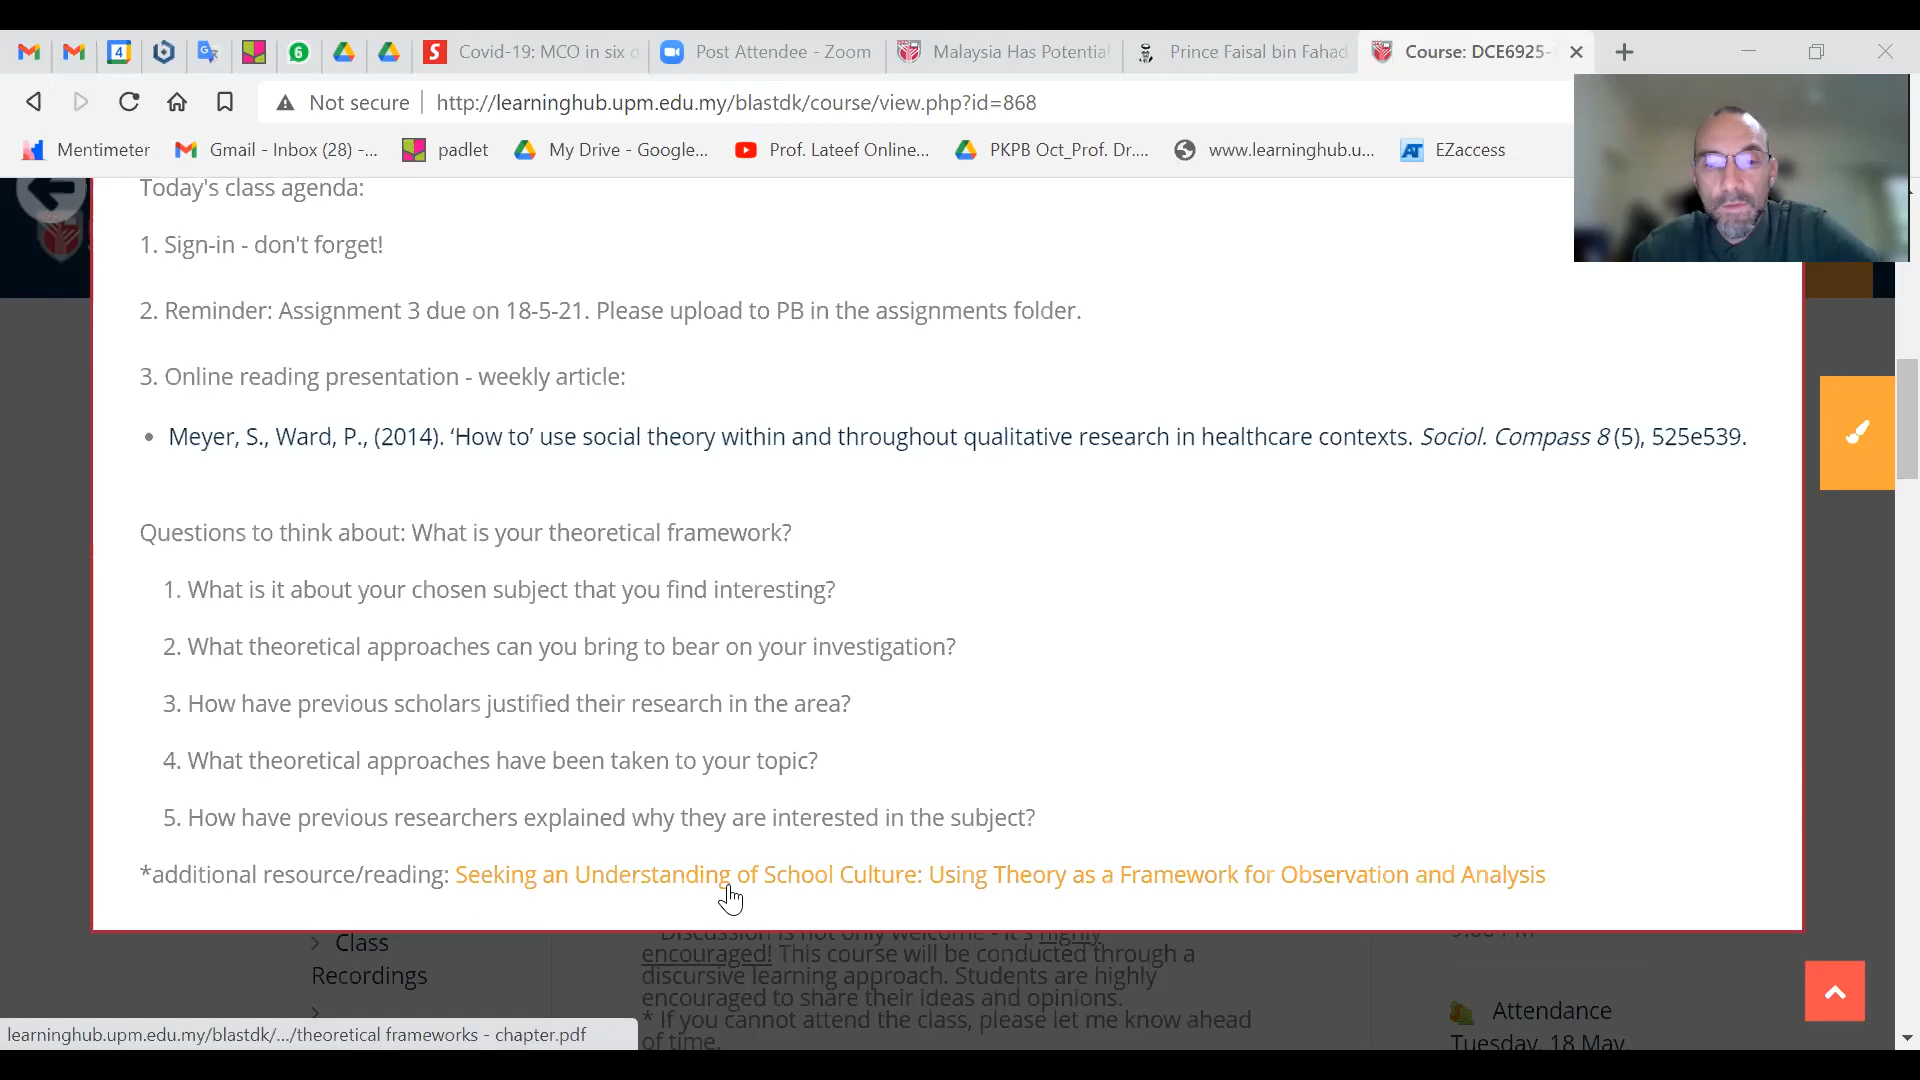 4
6
Covid-19: MCO in six d
Post Attendee - Zoom
Malaysia Has Potential
Prince Faisal bin Fahad
Course: DCE6925-
Not secure
http://learninghub.upm.edu.my/blastdk/course/view.php?id=868
Mentimeter
Gmail - Inbox (28) -...
padlet
My Drive - Google...
Prof. Lateef Online...
PKPB Oct_Prof. Dr....
www.learninghub.u...
AT EZaccess
Today's class agenda:
1. Sign-in - don't forget!
2. Reminder: Assignment 3 due on 18-5-21. Please upload to PB in the assignments folder.
3. Online reading presentation - weekly article:
• Meyer, S., Ward, P., (2014). ‘How to’ use social theory within and throughout qualitative research in healthcare contexts. Sociol. Compass 8 (5), 525e539.
Questions to think about: What is your theoretical framework?
1. What is it about your chosen subject that you find interesting?
2. What theoretical approaches can you bring to bear on your investigation?
3. How have previous scholars justified their research in the area?
4. What theoretical approaches have been taken to your topic?
5. How have previous researchers explained why they are interested in the subject?
*additional resource/reading: Seeking an Understanding of School Culture: Using Theory as a Framework for Observation and Analysis
> Class
Recordings
Discussion is not only welcome - it's highly
encouraged! This course will be conducted through a
discursive learning approach. Students are highly
encouraged to share their ideas and opinions.
* If you cannot attend the class, please let me know ahead
of time.
Attendance
Tuesday, 18 May
learninghub.upm.edu.my/blastdk/.../theoretical frameworks - chapter.pdf